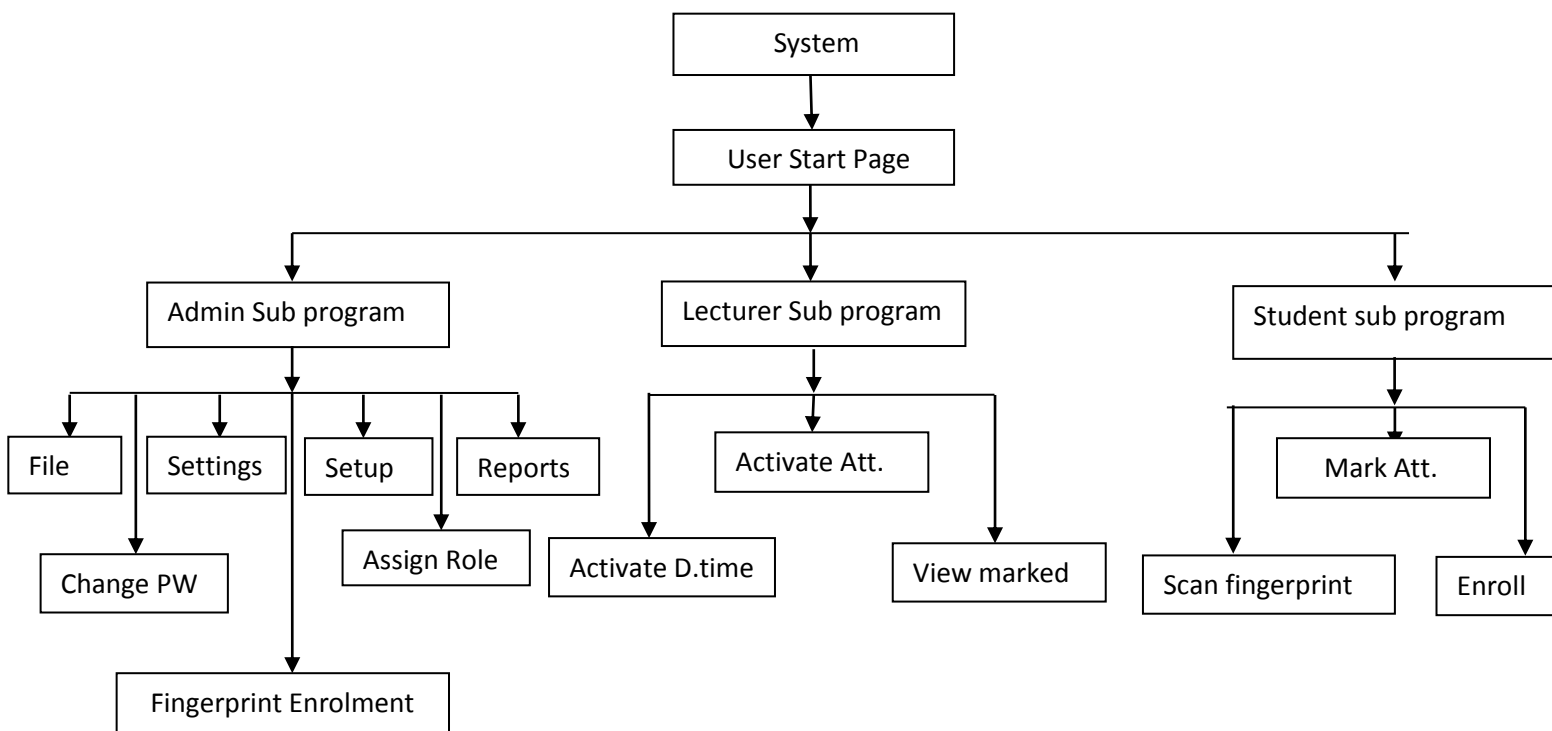 System
User Start Page
Admin Sub program
Lecturer Sub program
Student sub program
File
Settings
Setup
Reports
Activate Att.
Mark Att.
Change PW
Assign Role
Activate D.time
View marked
Scan fingerprint
Enroll
Fingerprint Enrolment